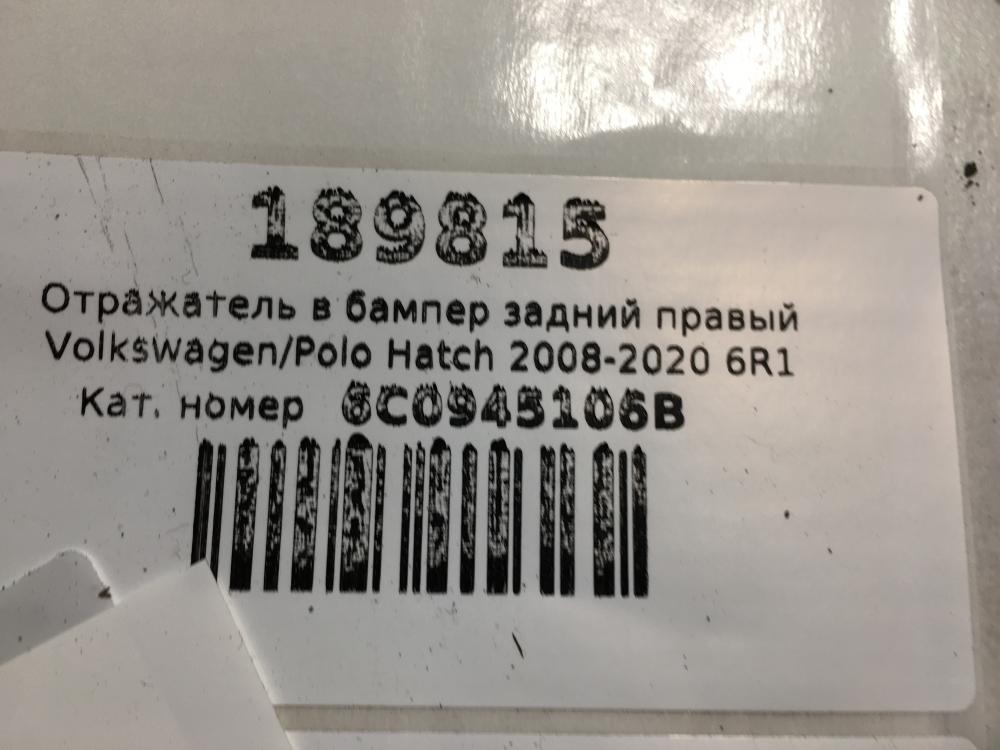 189815
Отражатель в бампер задний правый
Volkswagen/Polo Hatch 2008-2020 6R1
Кат. номер 6C0945106B